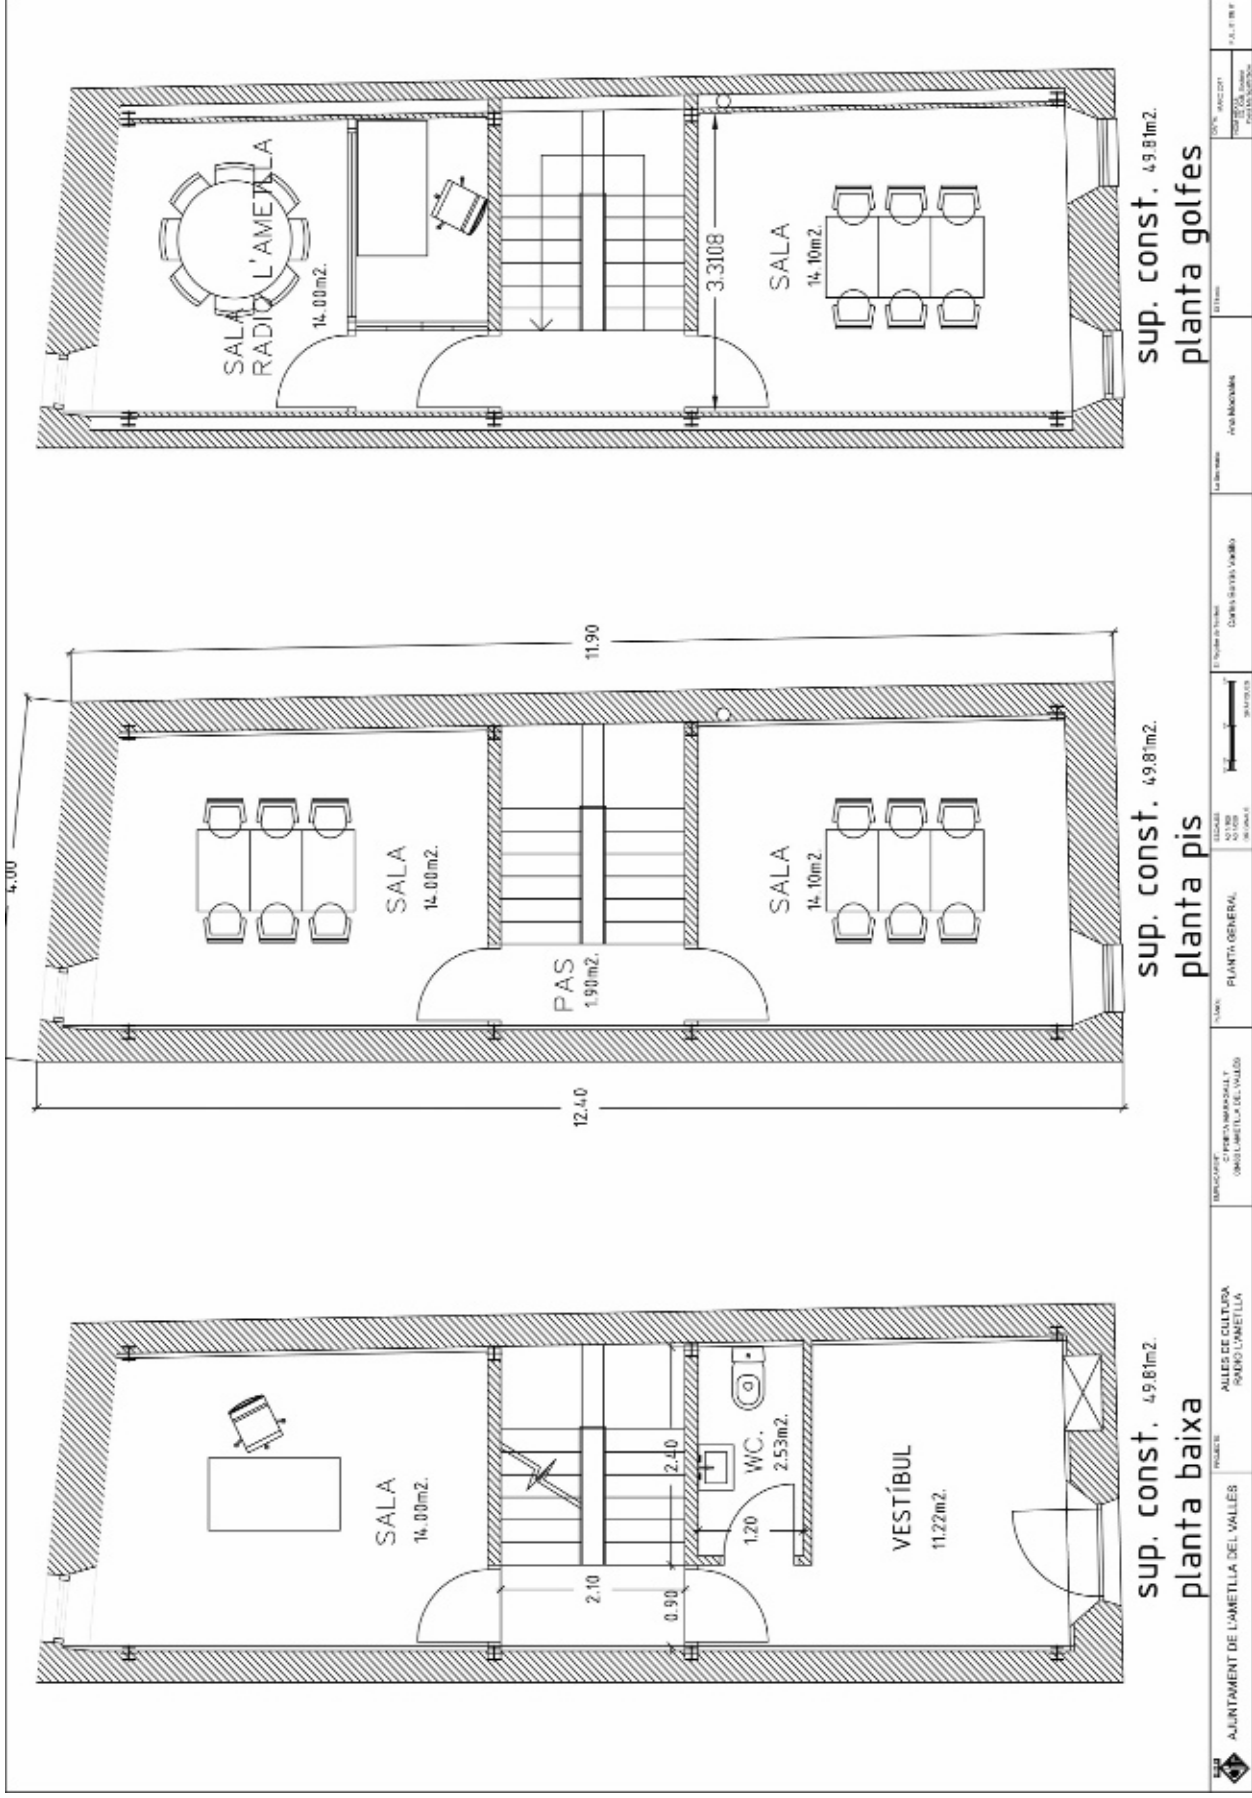 SALA
14.00m2.
2.10
0.90
2.40
1.20
WC.
2.53m2.
VESTÍBUL
11.22m2.
sup. const. 49.81m2.
planta baixa
4.00
11.90
12.40
SALA
14.00m2.
PAS
1.90m2.
SALA
14.10m2.
sup. const. 49.81m2.
planta pis
SALA
RADIO L'AMETLLA
14.00m2.
3.3108
SALA
14.10m2.
sup. const. 49.81m2.
planta golfes
AJUNTAMENT DE L'AMETLLA DEL VALLÈS
RADIO L'AMETLLA
PLANTA GENERAL